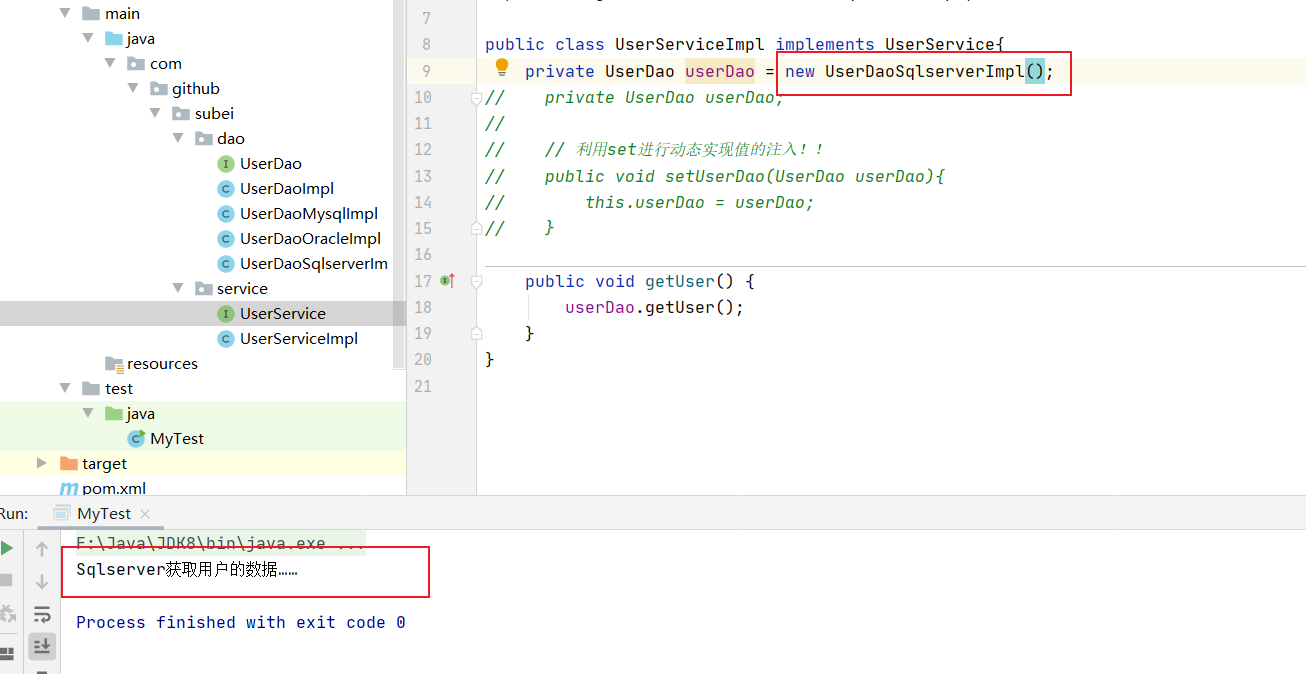 main
java
com
github
subei
dao
UserDao
UserDaoImpl
UserDaoMysqlImpl
UserDaoOracleImpl
UserDaoSqlserverIm
service
UserService
UserServiceImpl
resources
test
java
MyTest
target
pom.xml
7
8 public class UserServiceImpl implements UserService{
9 private UserDao userDao = new UserDaoSqlserverImpl();
10 // private UserDao userDao;
11 //
12 // // 利用set进行动态实现值的注入!!
13 // public void setUserDao(UserDao userDao){
14 // this.userDao = userDao;
15 // }
16
17 public void getUser() {
18 userDao.getUser();
19 }
20 }
21
Run: MyTest
F:\Java\JDK8\bin\java.exe ...
Sqlserver获取用户的数据……
Process finished with exit code 0